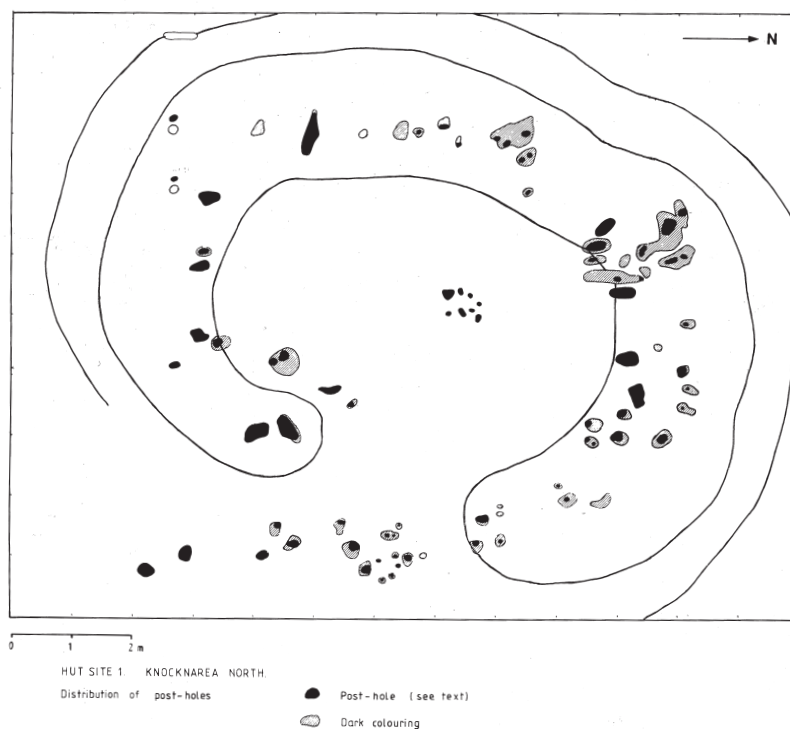 N
0 1 2 m
HUT SITE 1. KNOCKNAREA NORTH.
Distribution of post-holes
Post-hole (see text)
Dark colouring